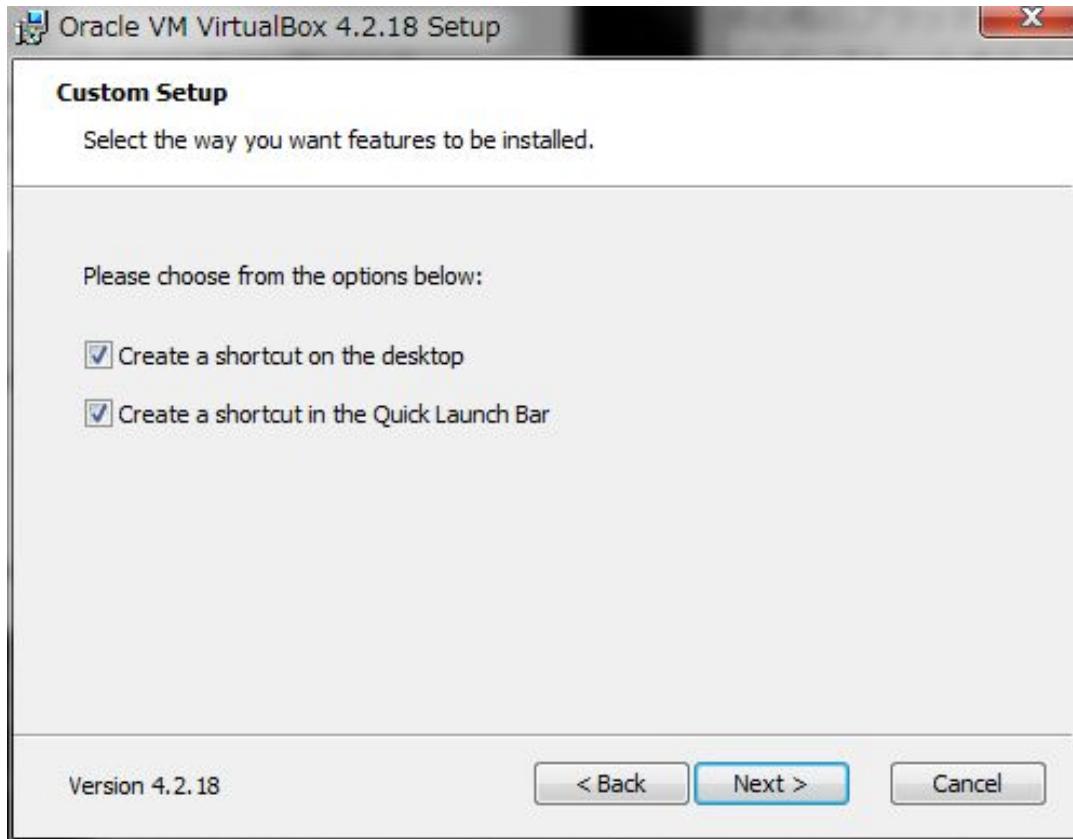 Oracle VM VirtualBox 4.2.18 Setup
Custom Setup
Select the way you want features to be installed.
Please choose from the options below:
Create a shortcut on the desktop
Create a shortcut in the Quick Launch Bar
Version 4.2.18
< Back
Next >
Cancel